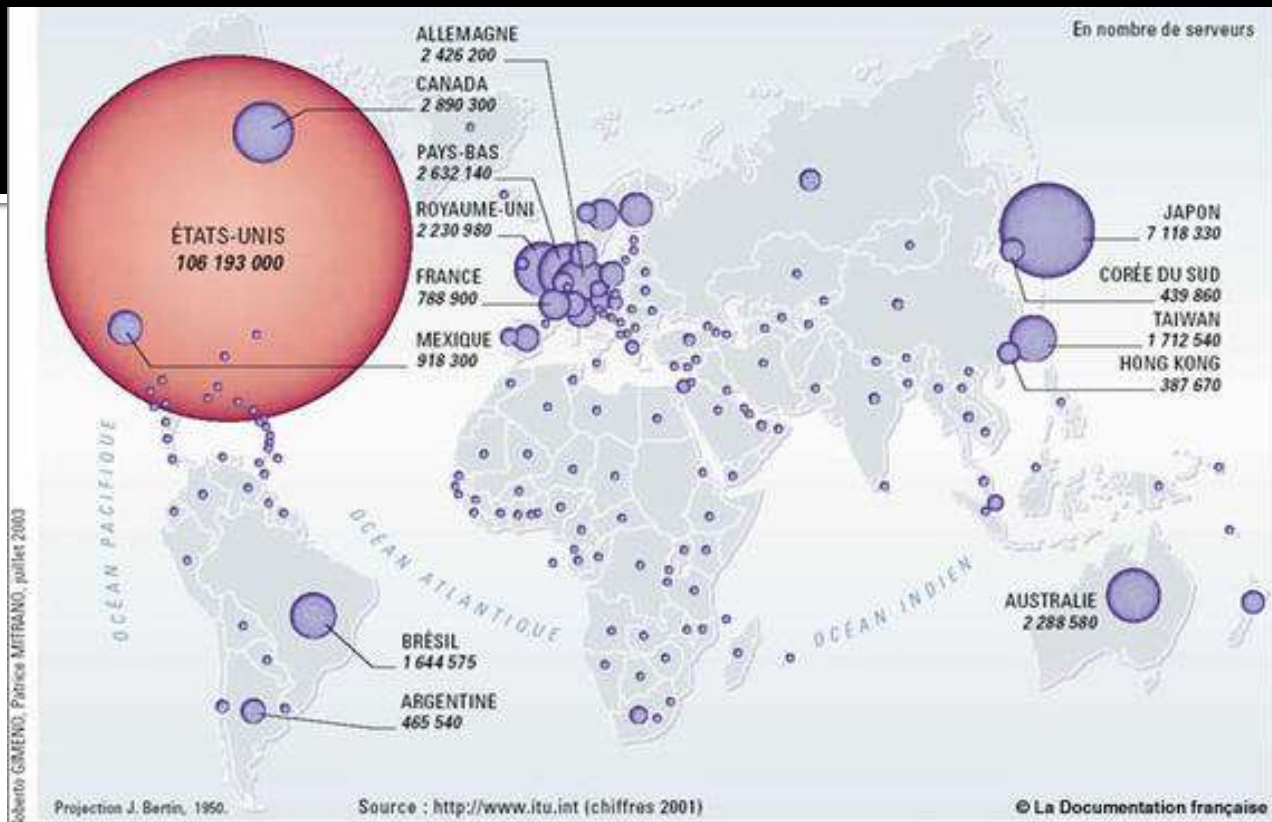 En nombre de serveurs
ALLEMAGNE
2 426 200
CANADA
2 890 300
PAYS-BAS
2 632 140
ROYAUME-UNI
2 230 980
FRANCE
788 900
MEXIQUE
918 300
ÉTATS-UNIS
106 193 000
JAPON
7 118 330
CORÉE DU SUD
439 860
TAIWAN
1 712 540
HONG KONG
387 670
OCÉAN PACIFIQUE
OCÉAN ATLANTIQUE
OCÉAN INDIEN
AUSTRALIE
2 288 580
BRÉSIL
1 644 575
ARGENTINE
465 540
Roberto GIMENO, Patrice MITRANO, juillet 2003
Projection J. Bertin, 1950.
Source : http://www.itu.int (chiffres 2001)
© La Documentation française